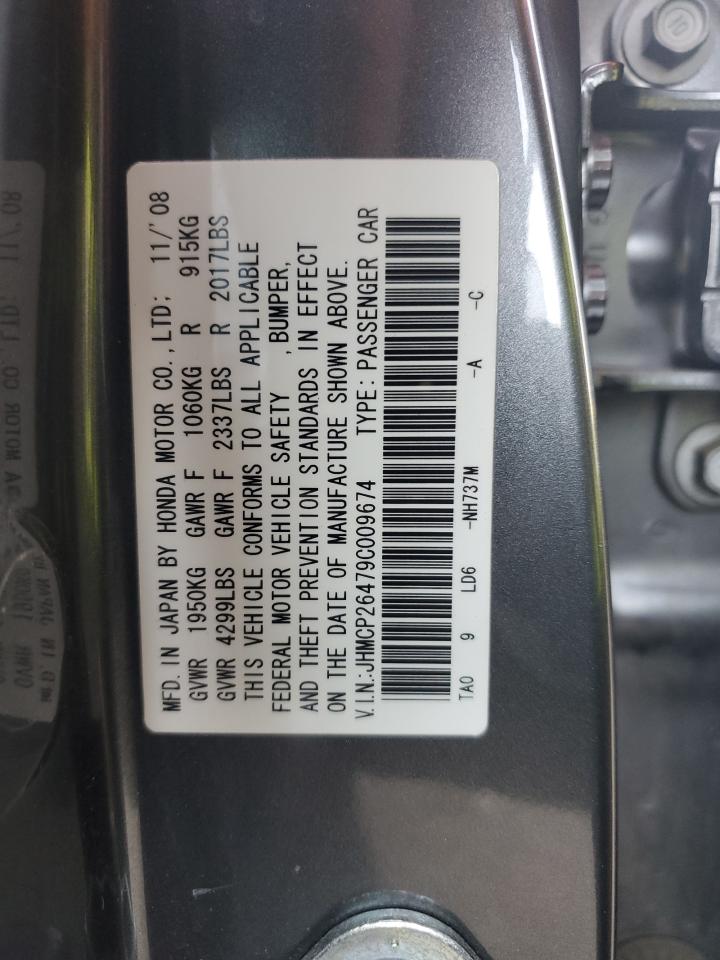 MFD. IN JAPAN BY HONDA MOTOR CO., LTD; 11/'08
GVWR 1950KG GAWR F 1060KG R 915KG
GVWR 4299LBS GAWR F 2337LBS R 2017LBS
THIS VEHICLE CONFORMS TO ALL APPLICABLE
FEDERAL MOTOR VEHICLE SAFETY , BUMPER,
AND THEFT PREVENTION STANDARDS IN EFFECT
ON THE DATE OF MANUFACTURE SHOWN ABOVE.
V.I.N.:JHMCP26479C009674 TYPE: PASSENGER CAR
TA0 9 LD6 -NH737M -A -C